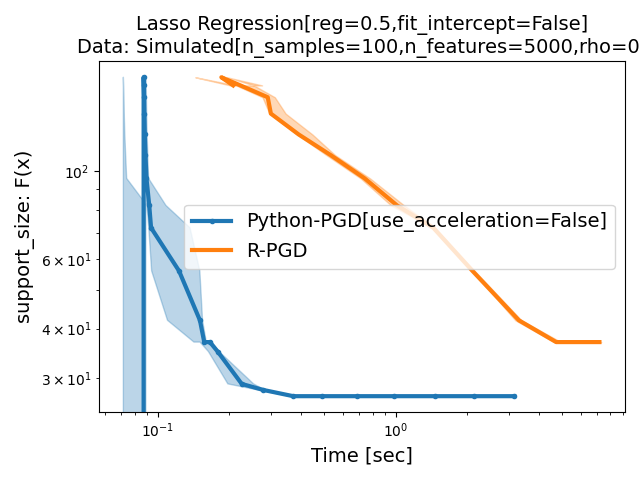 Lasso Regression[reg=0.5,fit_intercept=False]
Data: Simulated[n_samples=100,n_features=5000,rho=0
support_size: F(x)
10²
6 × 10¹
4 × 10¹
3 × 10¹
Python-PGD[use_acceleration=False]
R-PGD
10⁻¹
10⁰
Time [sec]